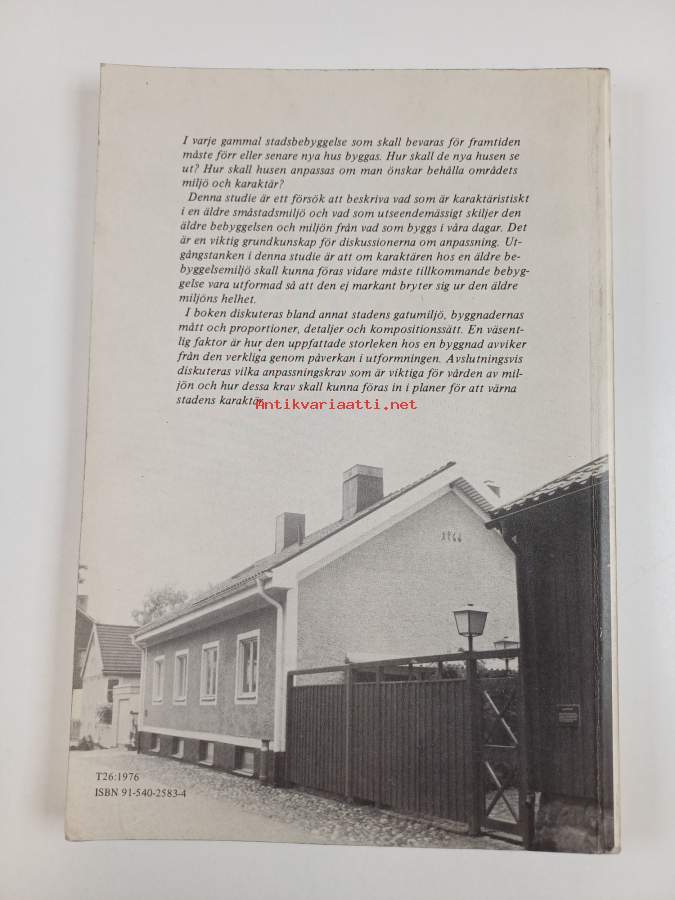 I varje gammal stadsbebyggelse som skall bevaras för framtiden
måste förr eller senare nya hus byggas. Hur skall de nya husen se
ut? Hur skall husen anpassas om man önskar behålla områdets
miljö och karaktär?
Denna studie är ett försök att beskriva vad som är karaktäristiskt
i en äldre småstadsmiljö och vad som utseendemässigt skiljer den
äldre bebyggelsen och miljön från vad som byggs i våra dagar. Det
är en viktig grundkunskap för diskussionerna om anpassning. Ut-
gångstanken i denna studie är att om karaktären hos en äldre be-
byggelsemiljö skall kunna föras vidare måste tillkommande bebyg-
gelse vara utformad så att den ej markant bryter sig ur den äldre
miljöns helhet.
I boken diskuteras bland annat stadens gatumiljö, byggnadernas
mått och proportioner, detaljer och kompositionssätt. En väsent-
lig faktor är hur den uppfattade storleken hos en byggnad avviker
från den verkliga genom påverkan i utformningen. Avslutningsvis
diskuteras vilka anpassningskrav som är viktiga för vården av mil-
jön och hur dessa krav skall kunna föras in i planer för att värna
stadens karaktär.
Antikvariaatti.net
1966
T26:1976
ISBN 91-540-2583-4